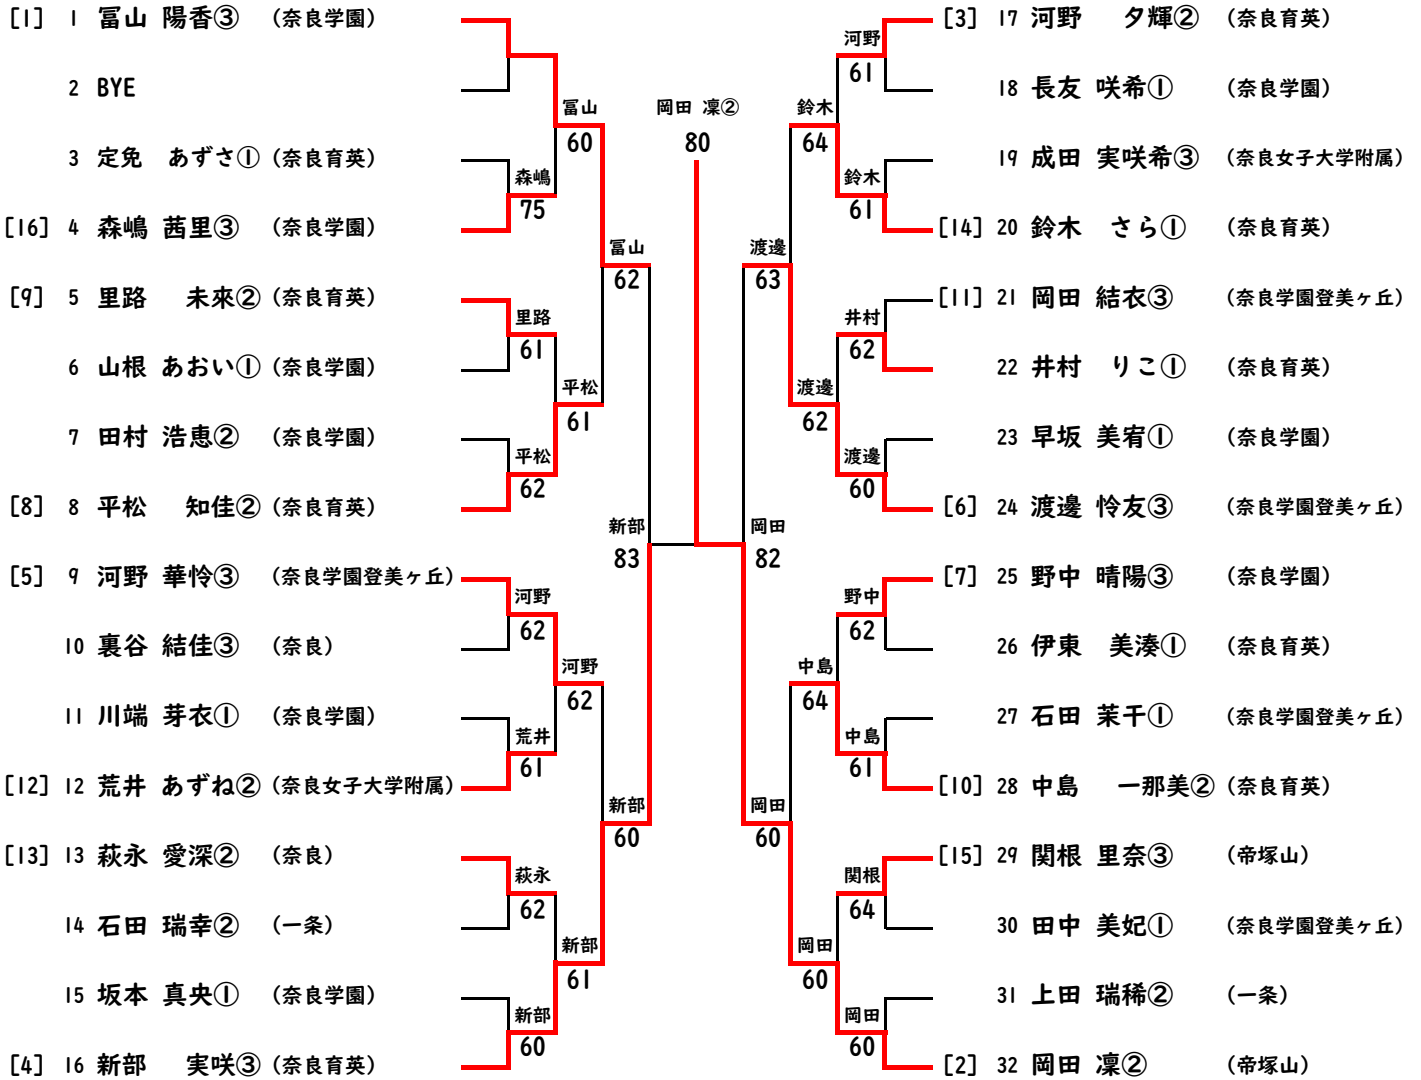 [1] 1 冨山 陽香③ (奈良学園)
2 BYE
3 定免 あずさ① (奈良育英)
[16] 4 森嶋 茜里③ (奈良学園)
[9] 5 里路 未來② (奈良育英)
6 山根 あおい① (奈良学園)
7 田村 浩恵② (奈良学園)
[8] 8 平松 知佳② (奈良育英)
[5] 9 河野 華怜③ (奈良学園登美ヶ丘)
10 裏谷 結佳③ (奈良)
11 川端 芽衣① (奈良学園)
[12] 12 荒井 あずね② (奈良女子大学附属)
[13] 13 萩永 愛深② (奈良)
14 石田 瑞幸② (一条)
15 坂本 真央① (奈良学園)
[4] 16 新部 実咲③ (奈良育英)
森嶋
75
里路
61
平松
62
河野
62
荒井
61
萩永
62
新部
60
冨山
60
平松
61
河野
62
新部
61
冨山
62
新部
60
新部
83
岡田 凜②
80
岡田
82
渡邊
63
岡田
60
鈴木
64
渡邊
62
中島
64
岡田
60
河野
61
鈴木
61
井村
62
渡邊
60
野中
62
中島
61
関根
64
岡田
60
[3] 17 河野 夕輝② (奈良育英)
18 長友 咲希① (奈良学園)
19 成田 実咲希③ (奈良女子大学附属)
[14] 20 鈴木 さら① (奈良育英)
[11] 21 岡田 結衣③ (奈良学園登美ヶ丘)
22 井村 りこ① (奈良育英)
23 早坂 美宥① (奈良学園)
[6] 24 渡邊 怜友③ (奈良学園登美ヶ丘)
[7] 25 野中 晴陽③ (奈良学園)
26 伊東 美湊① (奈良育英)
27 石田 茉千① (奈良学園登美ヶ丘)
[10] 28 中島 一那美② (奈良育英)
[15] 29 関根 里奈③ (帝塚山)
30 田中 美妃① (奈良学園登美ヶ丘)
31 上田 瑞稀② (一条)
[2] 32 岡田 凜② (帝塚山)